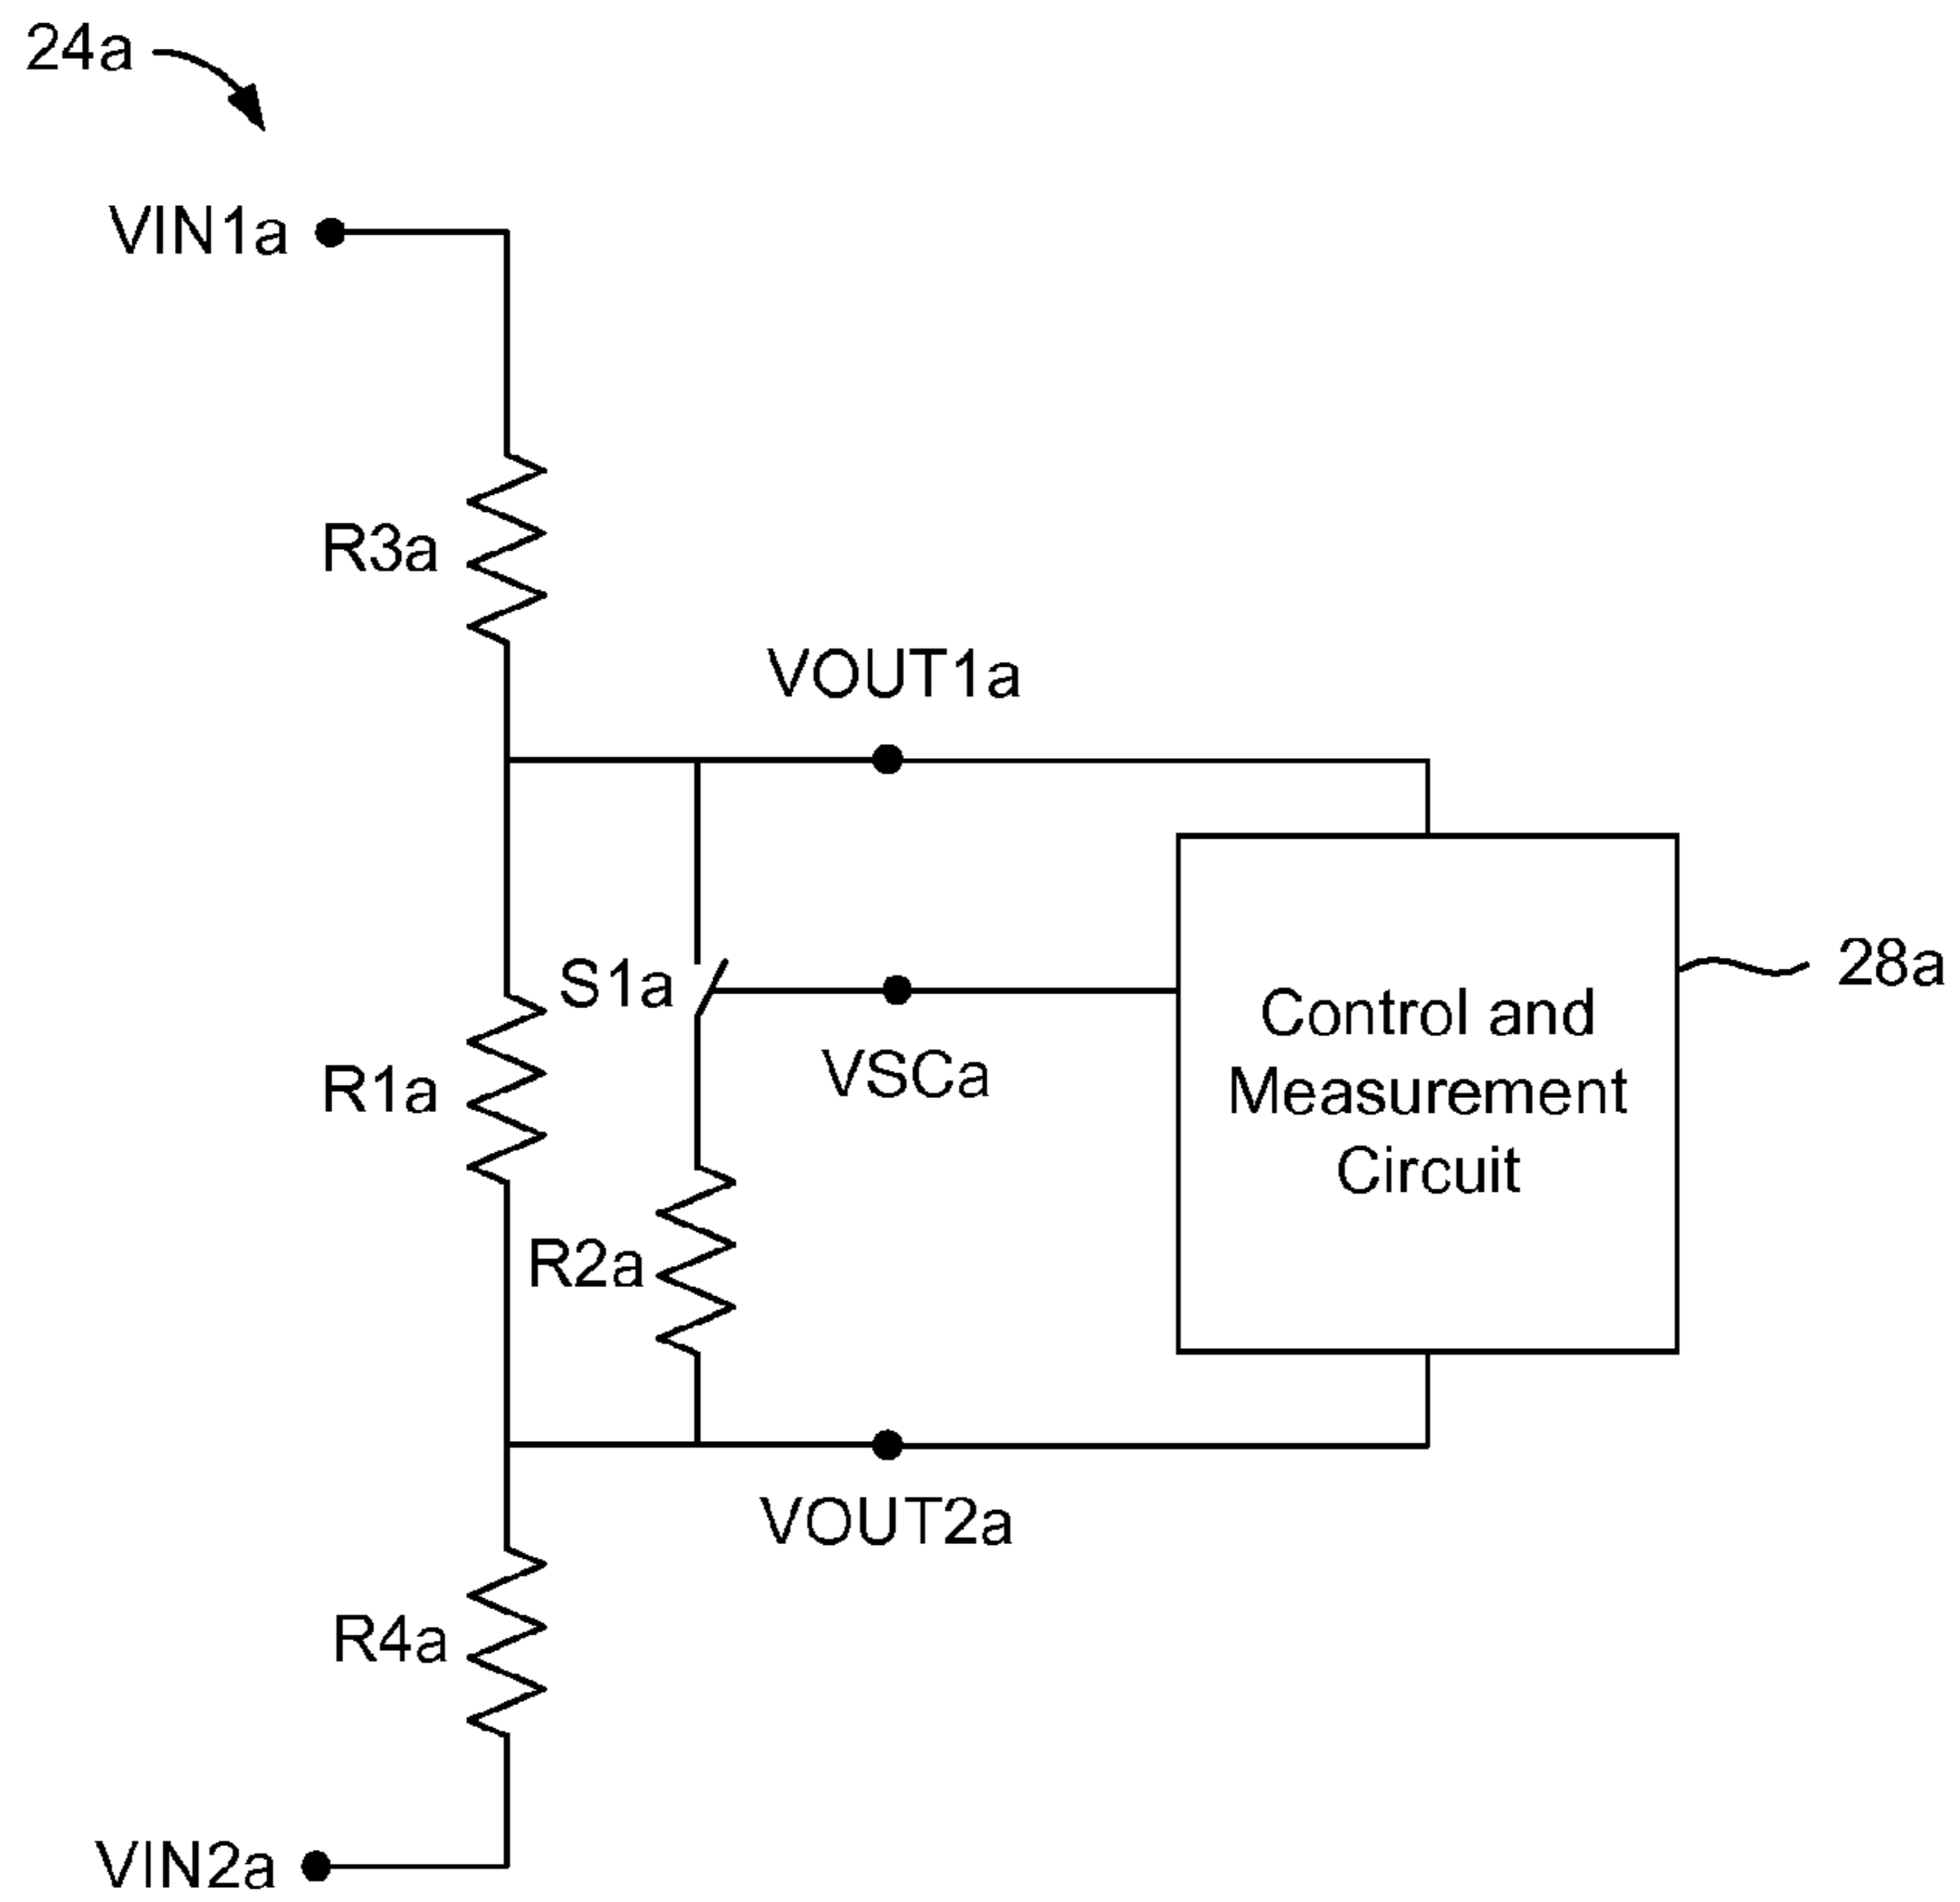 24a
VIN1a
R3a
VOUT1a
S1a
28a
Control and
Measurement
Circuit
VSCa
R1a
R2a
VOUT2a
R4a
VIN2a